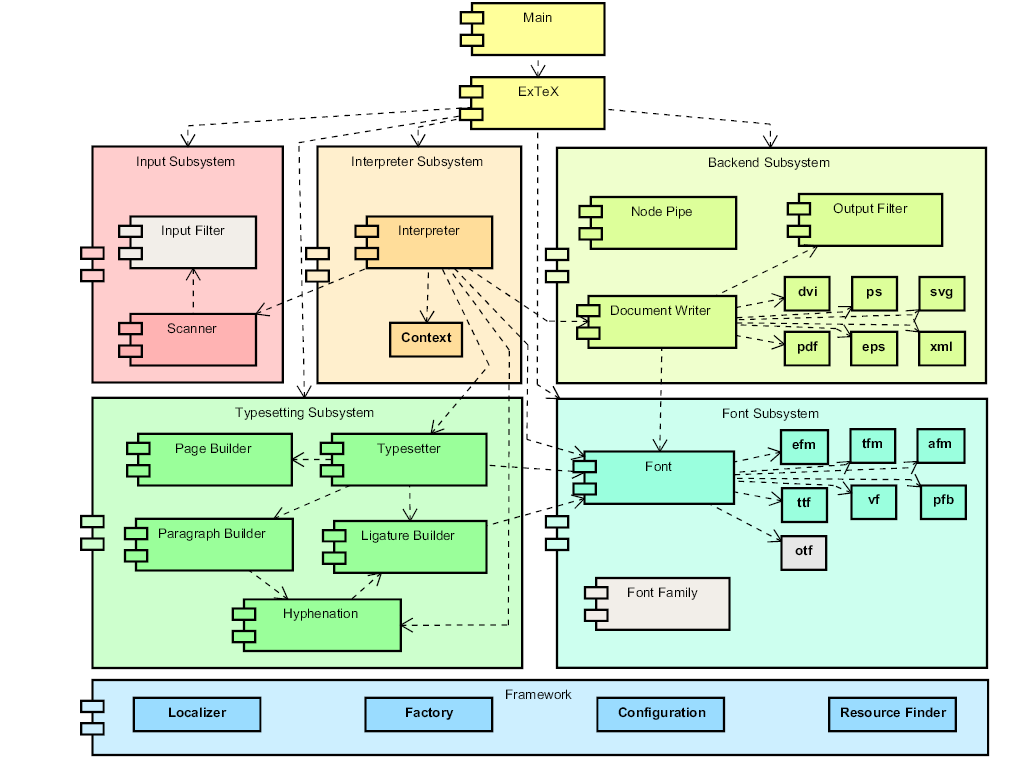 Main
ExTeX
Input Subsystem
Input Filter
Scanner
Interpreter Subsystem
Interpreter
Context
Backend Subsystem
Node Pipe
Output Filter
Document Writer
dvi
ps
svg
pdf
eps
xml
Typesetting Subsystem
Page Builder
Typesetter
Paragraph Builder
Ligature Builder
Hyphenation
Font Subsystem
Font
efm
tfm
afm
ttf
vf
pfb
otf
Font Family
Framework
Localizer
Factory
Configuration
Resource Finder